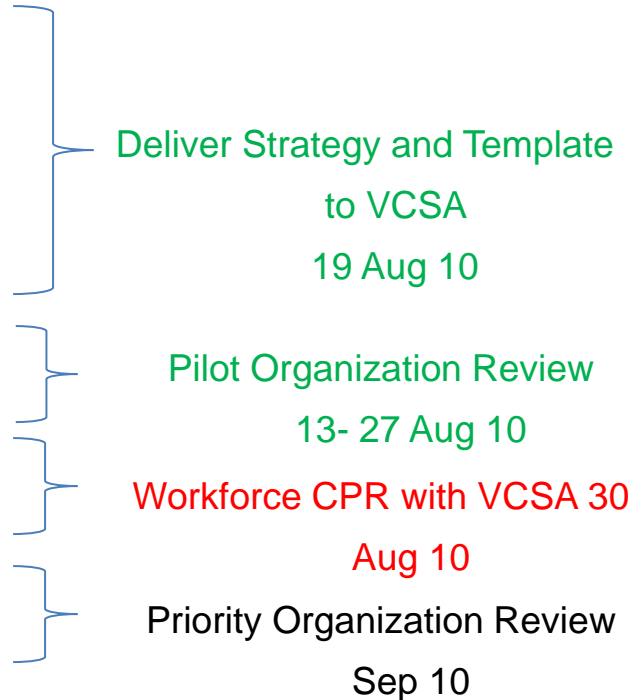 Deliver Strategy and Template
to VCSA
19 Aug 10
Pilot Organization Review
13- 27 Aug 10
Workforce CPR with VCSA 30
Aug 10
Priority Organization Review
Sep 10